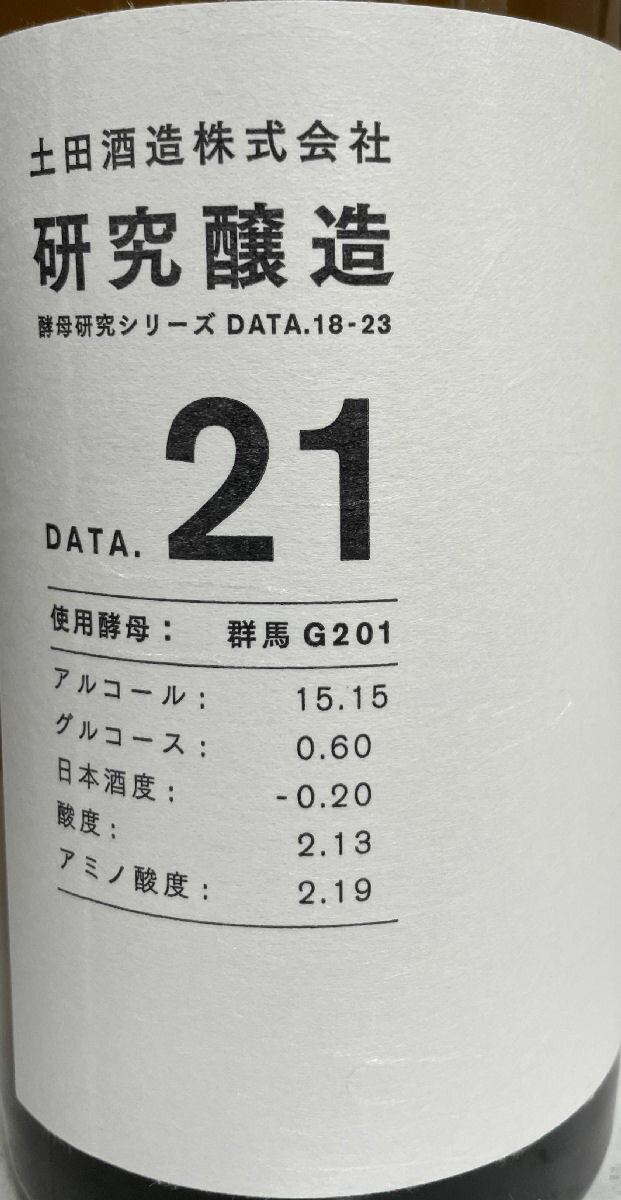 土田酒造株式会社
研究醸造
酵母研究シリーズ DATA.18-23
DATA. 21
使用酵母： 群馬 G201
アルコール： 15.15
グルコース： 0.60
日本酒度： -0.20
酸度： 2.13
アミノ酸度： 2.19